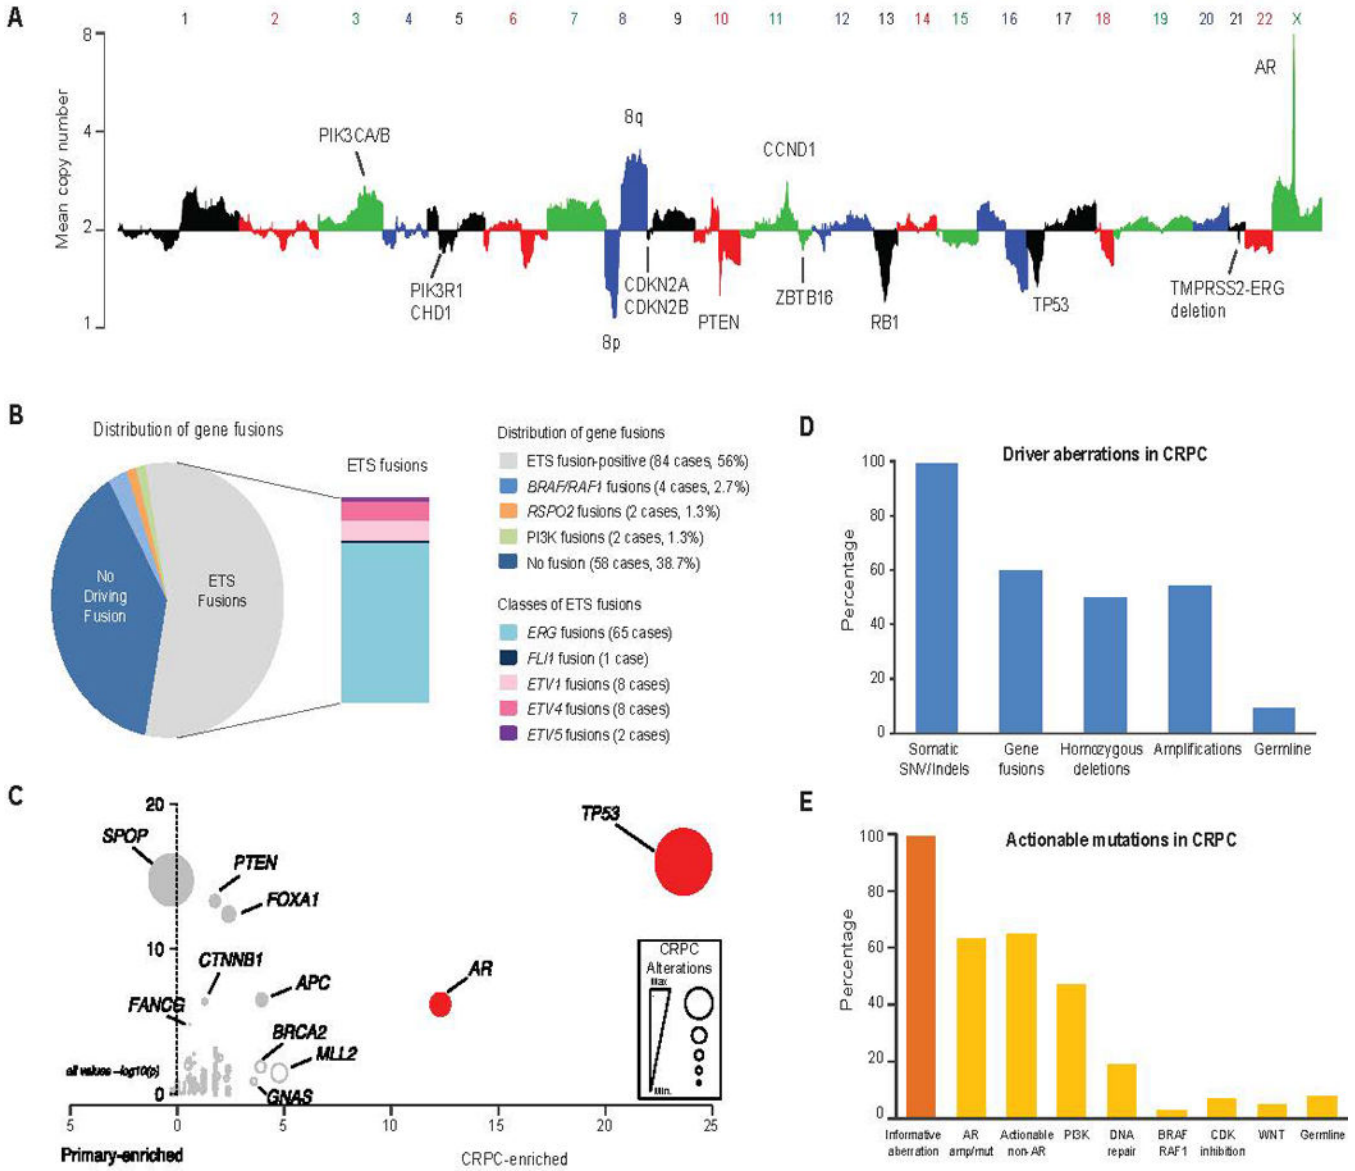 A
1 2 3 4 5 6 7 8 9 10 11 12 13 14 15 16 17 18 19 20 21 22 X
8
4
2
1
Mean copy number
PIK3CA/B
8q
CCND1
AR
PIK3R1
CHD1
8p
CDKN2A
CDKN2B
PTEN
ZBTB16
RB1
TP53
TMPRSS2-ERG
deletion
B
Distribution of gene fusions
No
Driving
Fusion
ETS
Fusions
ETS fusions
Distribution of gene fusions
ETS fusion-positive (84 cases, 56%)
BRAF/RAF1 fusions (4 cases, 2.7%)
RSPO2 fusions (2 cases, 1.3%)
PI3K fusions (2 cases, 1.3%)
No fusion (58 cases, 38.7%)
Classes of ETS fusions
ERG fusions (65 cases)
FLI1 fusion (1 case)
ETV1 fusions (8 cases)
ETV4 fusions (8 cases)
ETV5 fusions (2 cases)
C
20
10
0
SPOP
PTEN
FOXA1
CTNNB1
FANCG
APC
BRCA2
MLL2
GNAS
TP53
AR
all values -log10(p)
CRPC
Alterations
Max
Min.
5 0 5 10 15 20 25
Primary-enriched
CRPC-enriched
D
Driver aberrations in CRPC
Percentage
100
80
60
40
20
0
Somatic
SNV/Indels
Gene
fusions
Homozygous
deletions
Amplifications
Germline
E
Actionable mutations in CRPC
Percentage
100
80
60
40
20
0
Informative
aberration
AR
amp/mut
Actionable
non-AR
PI3K
DNA
repair
BRAF
RAF1
CDK
inhibition
WNT
Germline